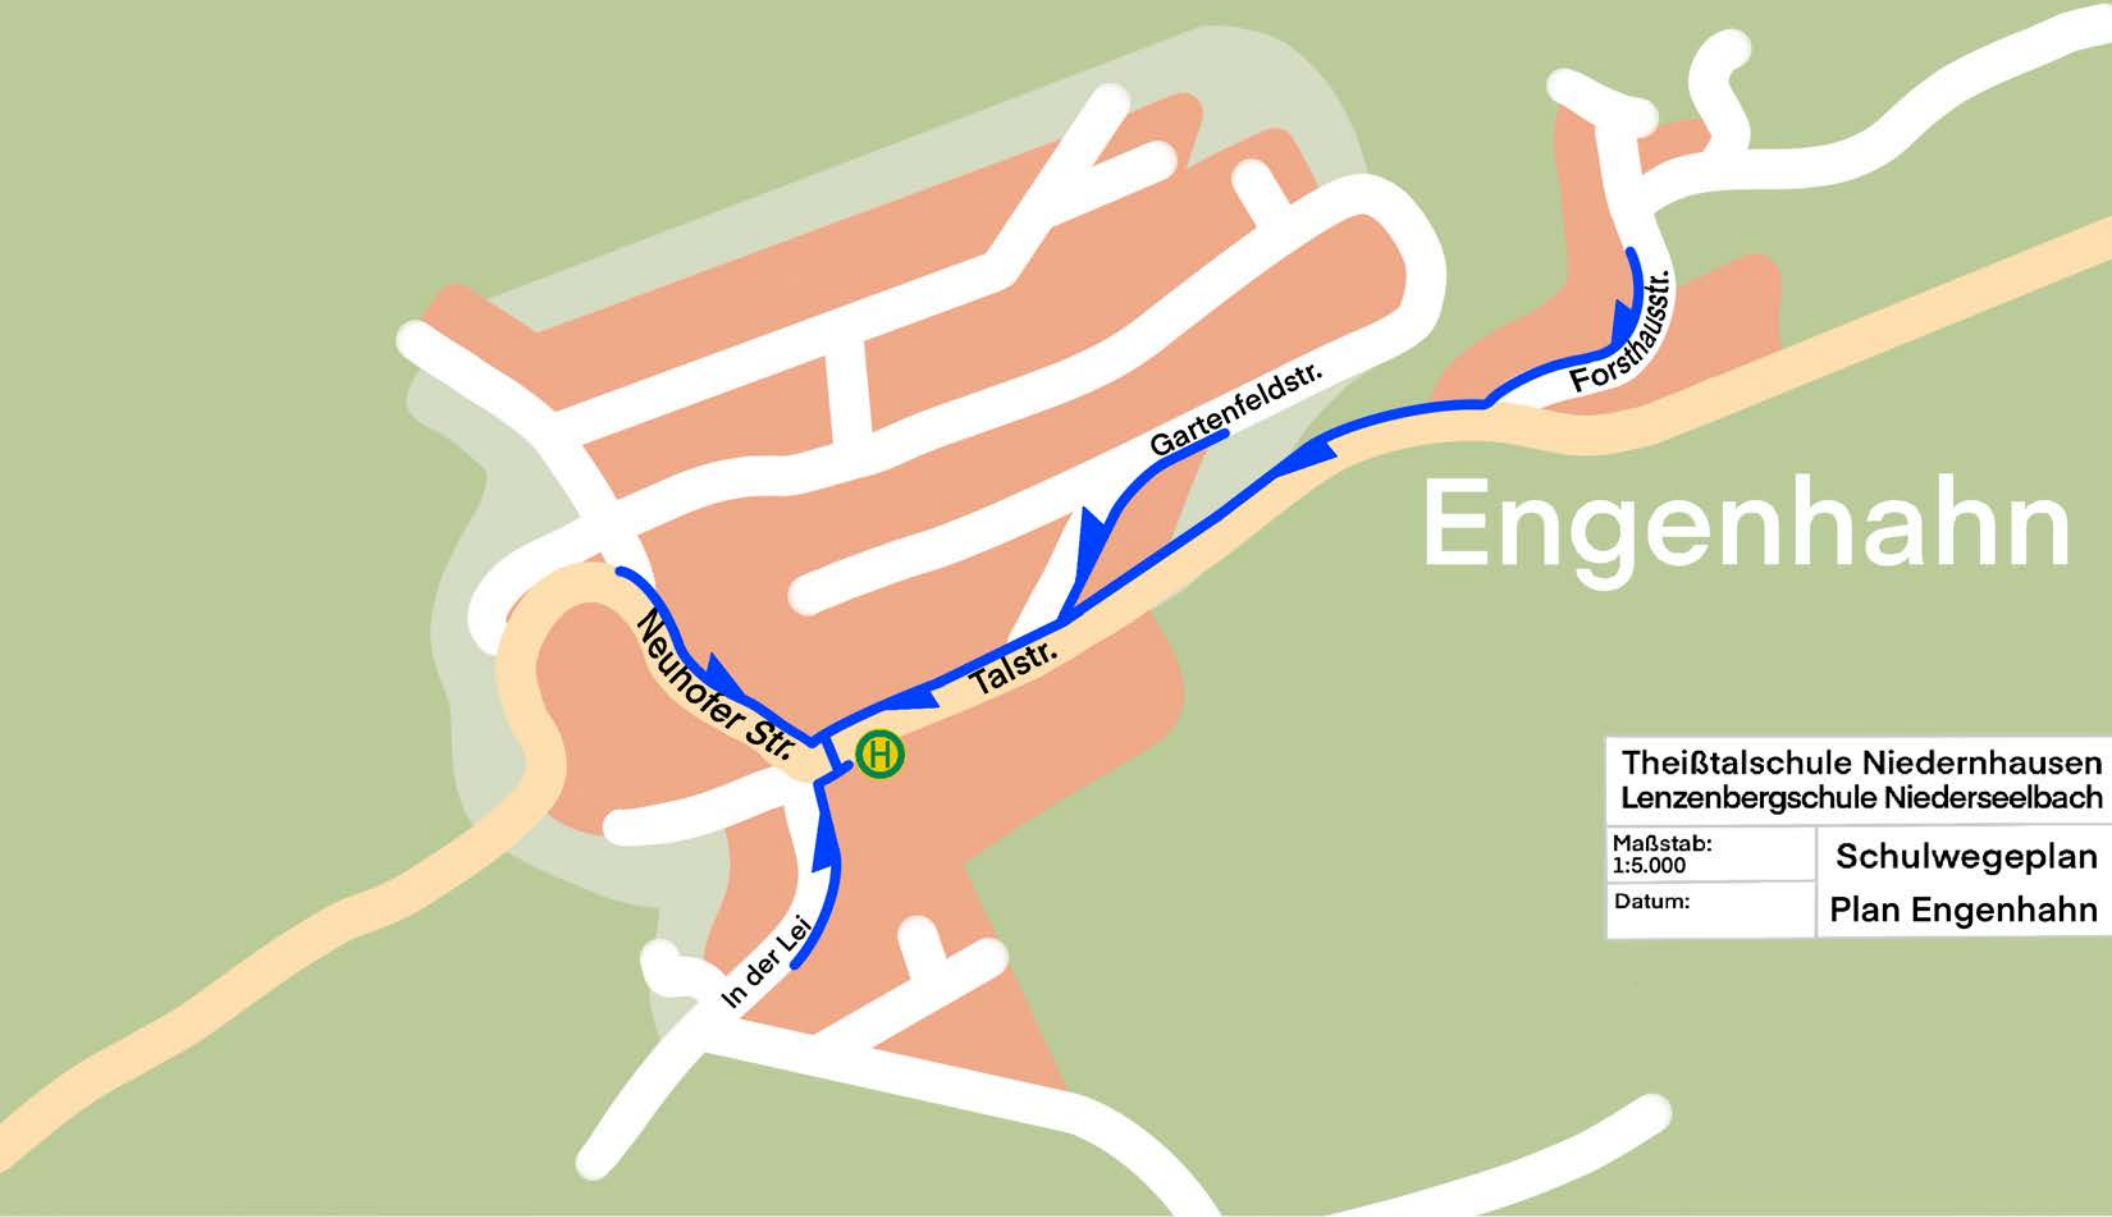 Forsthausstr.
Gartenfeldstr.
Engenhahn
Neuhofer Str.
Talstr.
H
In der Lei
Theißtalschule Niedernhausen
Lenzenbergschule Niederseelbach
Maßstab:
1:5.000
Schulwegeplan
Datum:
Plan Engenhahn